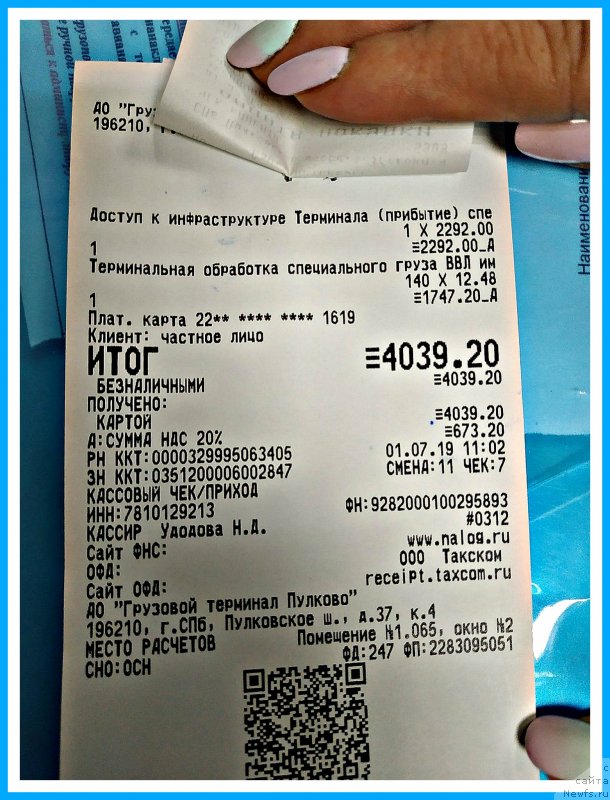 АО "Груз
196210,
Доступ к инфраструктуре Терминала (прибытие) спе
1 X 2292.00
1 ≡2292.00_А
Терминальная обработка специального груза ВВЛ им
140 X 12.48
1 ≡1747.20_А
Плат. карта 22** **** **** 1619
Клиент: частное лицо
ИТОГ ≡4039.20
БЕЗНАЛИЧНЫМИ ≡4039.20
ПОЛУЧЕНО:
КАРТОЙ ≡4039.20
А:СУММА НДС 20% ≡673.20
РН ККТ:0000329995063405 01.07.19 11:02
ЗН ККТ:0351200006002847 СМЕНА:11 ЧЕК:7
КАССОВЫЙ ЧЕК/ПРИХОД
ИНН:7810129213 ФН:9282000100295893
КАССИР Удодова Н.Д. #0312
Сайт ФНС: www.nalog.ru
ОФД: ООО Такском
Сайт ОФД: receipt.taxcom.ru
АО "Грузовой терминал Пулково"
196210, г.СПб, Пулковское ш., д.37, к.4
МЕСТО РАСЧЕТОВ Помещение №1.065, окно №2
СНО:ОСН ФД:247 ФП:2283095051
Наименовани
с
сайта
Newfs.ru